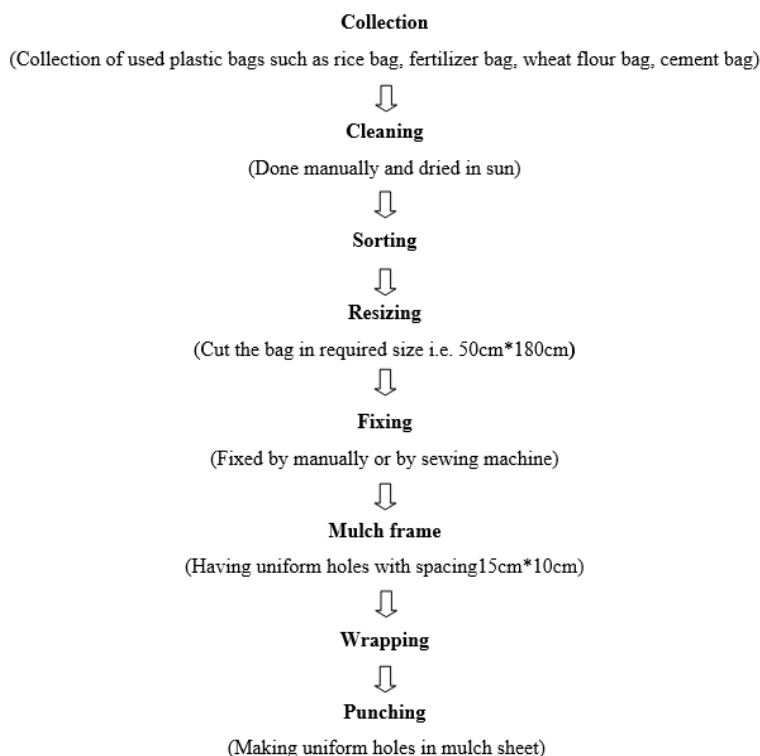 Collection
(Collection of used plastic bags such as rice bag, fertilizer bag, wheat flour bag, cement bag)
Cleaning
(Done manually and dried in sun)
Sorting
Resizing
(Cut the bag in required size i.e. 50cm*180cm)
Fixing
(Fixed by manually or by sewing machine)
Mulch frame
(Having uniform holes with spacing15cm*10cm)
Wrapping
Punching
(Making uniform holes in mulch sheet)